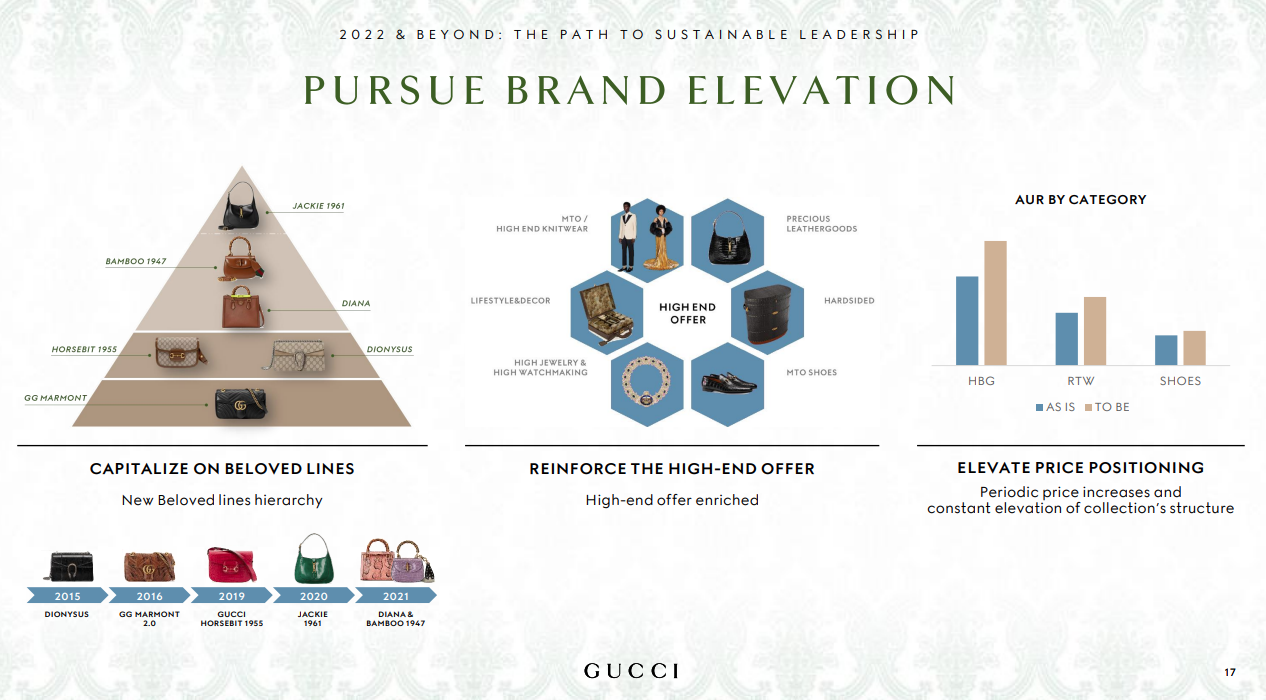 2022 & BEYOND: THE PATH TO SUSTAINABLE LEADERSHIP
PURSUE BRAND ELEVATION
JACKIE 1961
BAMBOO 1947
DIANA
HORSEBIT 1955
DIONYSUS
GG MARMONT
CAPITALIZE ON BELOVED LINES
New Beloved lines hierarchy
2015
2016
2019
2020
2021
DIONYSUS
GG MARMONT
2.0
GUCCI
HORSEBIT 1955
JACKIE
1961
DIANA &
BAMBOO 1947
MTO /
HIGH END KNITWEAR
PRECIOUS
LEATHERGOODS
LIFESTYLE&DECOR
HIGH END
OFFER
HARDSIDED
HIGH JEWELRY &
HIGH WATCHMAKING
MTO SHOES
REINFORCE THE HIGH-END OFFER
High-end offer enriched
AUR BY CATEGORY
HBG
RTW
SHOES
AS IS
TO BE
ELEVATE PRICE POSITIONING
Periodic price increases and
constant elevation of collection's structure
GUCCI
17